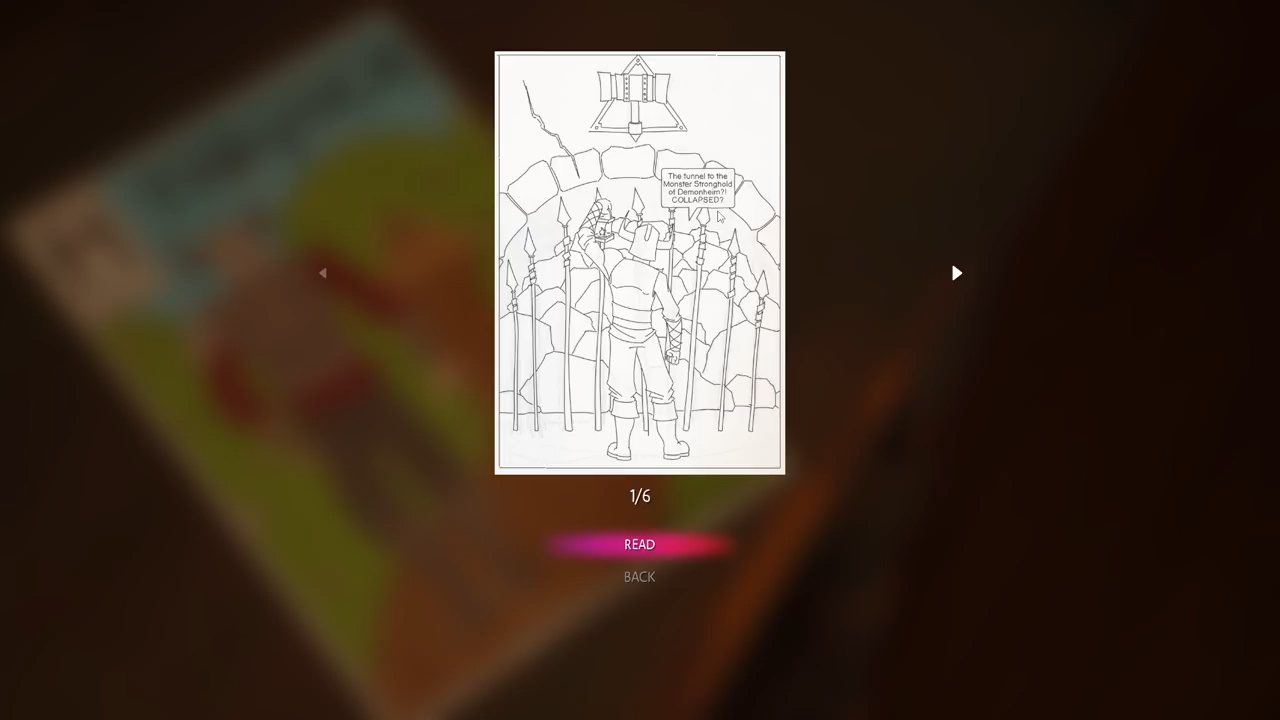 The tunnel to the
Monster Stronghold
of Demonheim?!
COLLAPSED?
1/6
READ
BACK